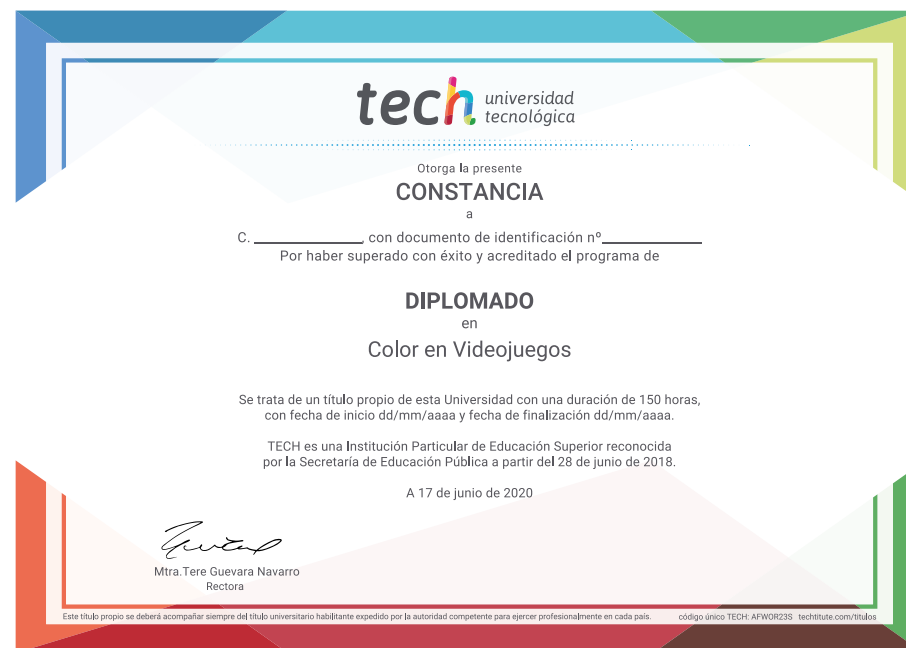 tech universidad
tecnológica
Otorga la presente
CONSTANCIA
a
C. ____________, con documento de identificación nº____________
Por haber superado con éxito y acreditado el programa de
DIPLOMADO
en
Color en Videojuegos
Se trata de un título propio de esta Universidad con una duración de 150 horas,
con fecha de inicio dd/mm/aaaa y fecha de finalización dd/mm/aaaa.
TECH es una Institución Particular de Educación Superior reconocida
por la Secretaría de Educación Pública a partir del 28 de junio de 2018.
A 17 de junio de 2020
Mtra.Tere Guevara Navarro
Rectora
Este título propio se deberá acompañar siempre del título universitario habilitante expedido por la autoridad competente para ejercer profesionalmente en cada país. código único TECH: AFWOR23S techtitute.com/titulos